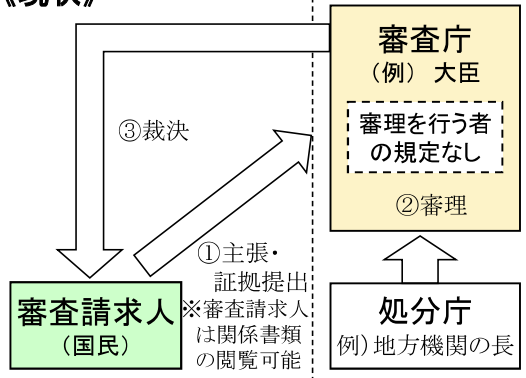 《現状》
審査庁
（例） 大臣
審理を行う者
の規定なし
②審理
③裁決
①主張・
証拠提出
※審査請求人
は関係書類
の閲覧可能
審査請求人
（国民）
処分庁
例）地方機関の長